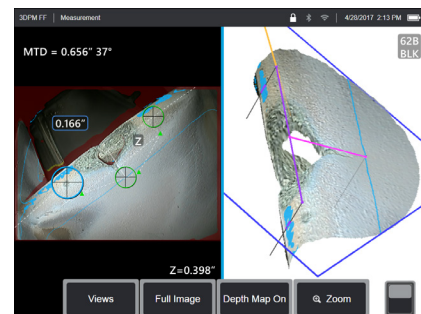 3DPM FF | Measurement
4/28/2017 2:13 PM
MTD = 0.656" 37°
62B
BLK
0.166"
Z
Z=0.398"
Views
Full Image
Depth Map On
Zoom